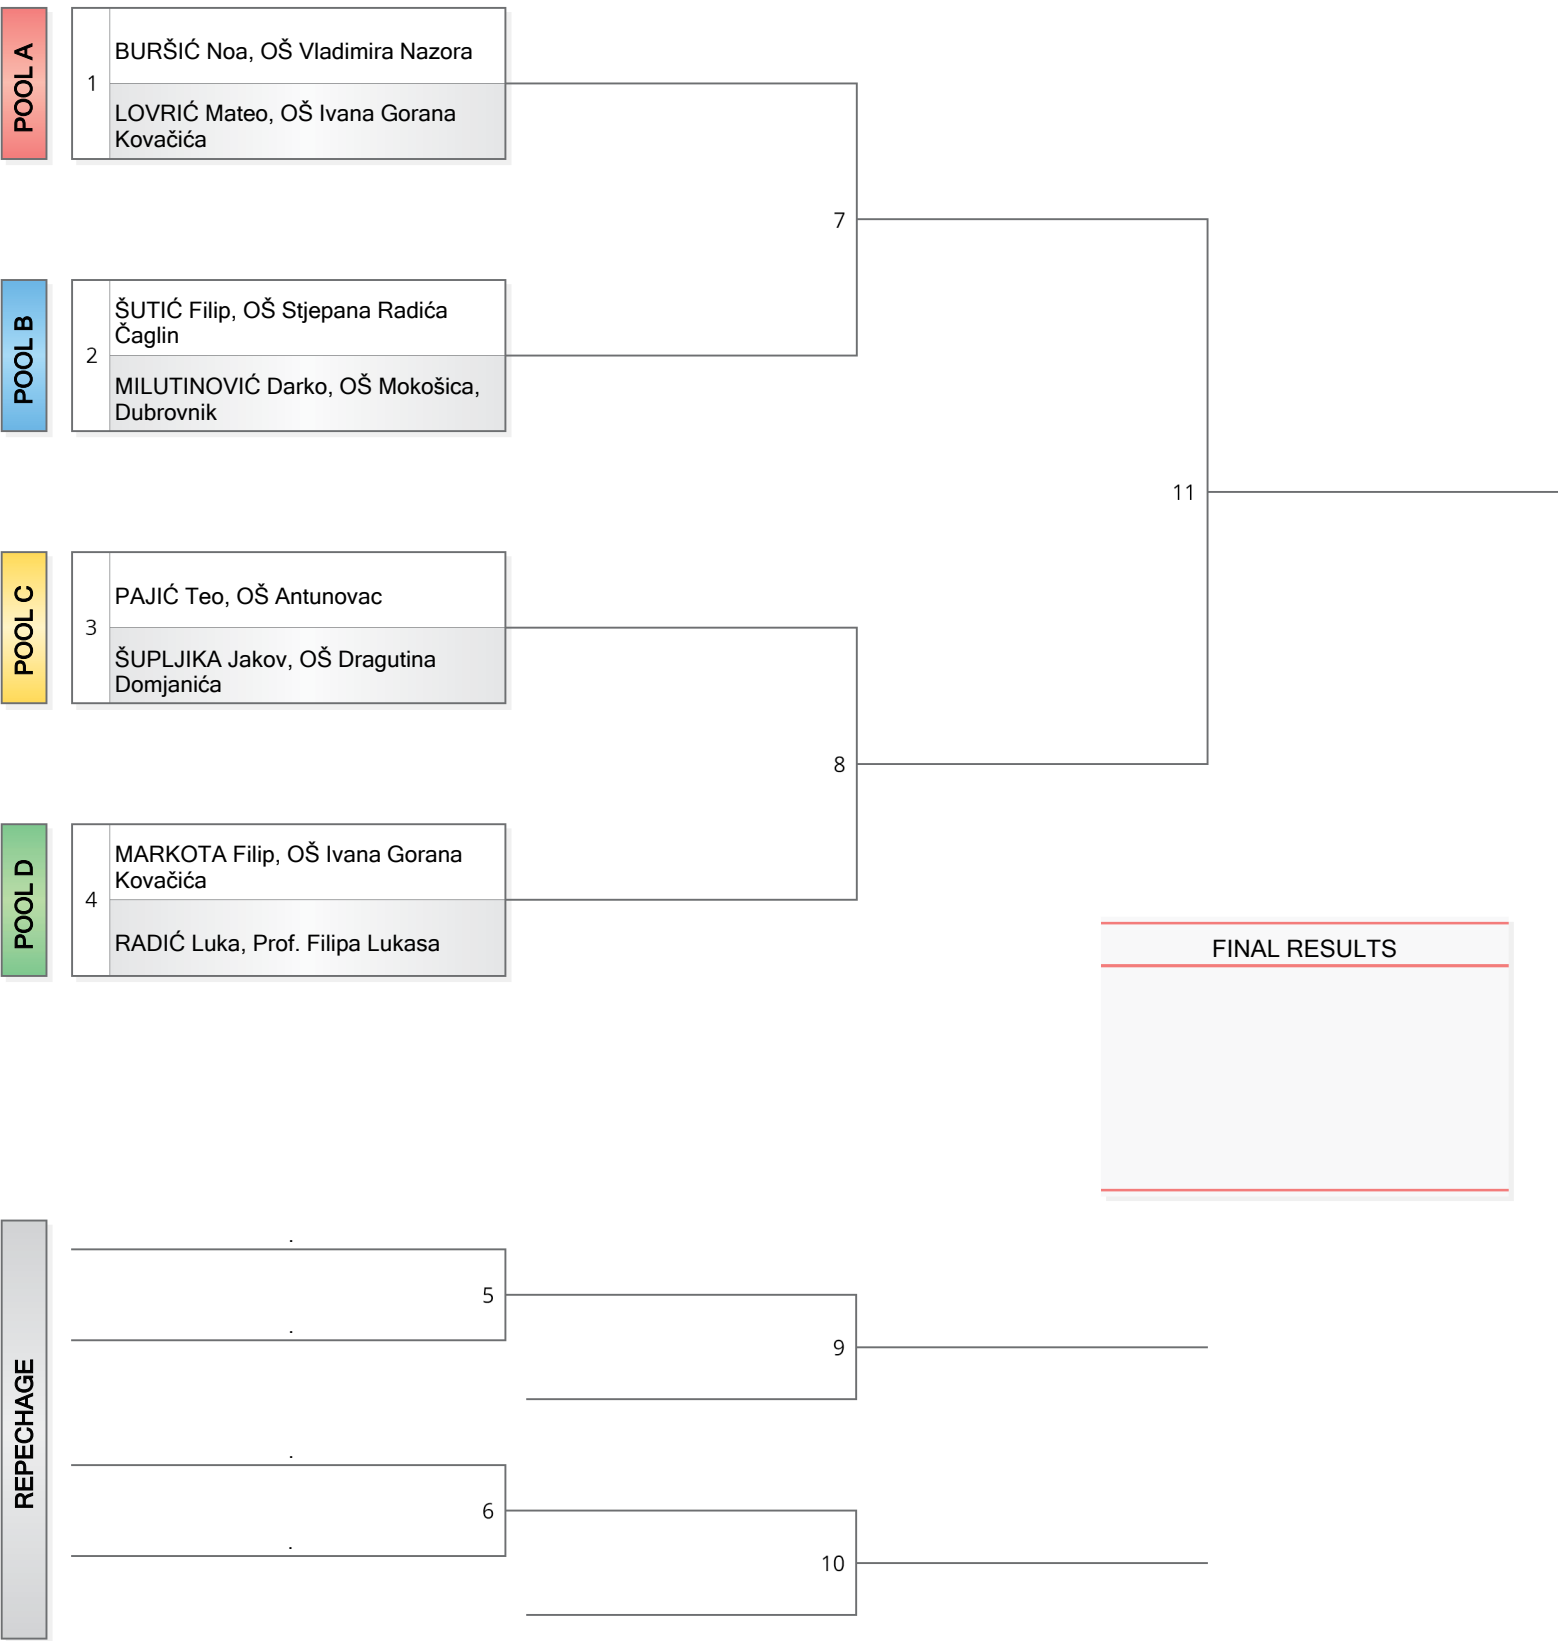 POOL A
1
BURŠIĆ Noa, OŠ Vladimira Nazora
LOVRIĆ Mateo, OŠ Ivana Gorana
Kovačića
7
POOL B
2
ŠUTIĆ Filip, OŠ Stjepana Radića
Čaglin
MILUTINOVIĆ Darko, OŠ Mokošica,
Dubrovnik
11
POOL C
3
PAJIĆ Teo, OŠ Antunovac
ŠUPLJIKA Jakov, OŠ Dragutina
Domjanića
8
POOL D
4
MARKOTA Filip, OŠ Ivana Gorana
Kovačića
RADIĆ Luka, Prof. Filipa Lukasa
FINAL RESULTS
REPECHAGE
.
5
.
9
.
6
.
10